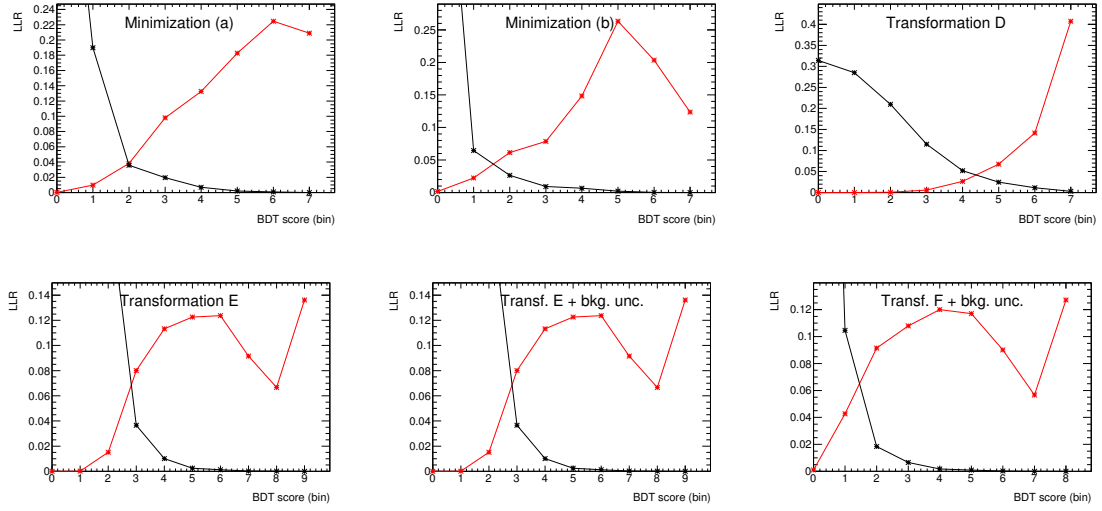 LLR
Minimization (a)
0.24
0.22
0.2
0.18
0.16
0.14
0.12
0.1
0.08
0.06
0.04
0.02
0
0 1 2 3 4 5 6 7
BDT score (bin)
LLR
Minimization (b)
0.25
0.2
0.15
0.1
0.05
0
0 1 2 3 4 5 6 7
BDT score (bin)
LLR
Transformation D
0.4
0.35
0.3
0.25
0.2
0.15
0.1
0.05
0
0 1 2 3 4 5 6 7
BDT score (bin)
LLR
Transformation E
0.14
0.12
0.1
0.08
0.06
0.04
0.02
0
0 1 2 3 4 5 6 7 8 9
BDT score (bin)
LLR
Transf. E + bkg. unc.
0.14
0.12
0.1
0.08
0.06
0.04
0.02
0
0 1 2 3 4 5 6 7 8 9
BDT score (bin)
LLR
Transf. F + bkg. unc.
0.14
0.12
0.1
0.08
0.06
0.04
0.02
0
0 1 2 3 4 5 6 7 8
BDT score (bin)